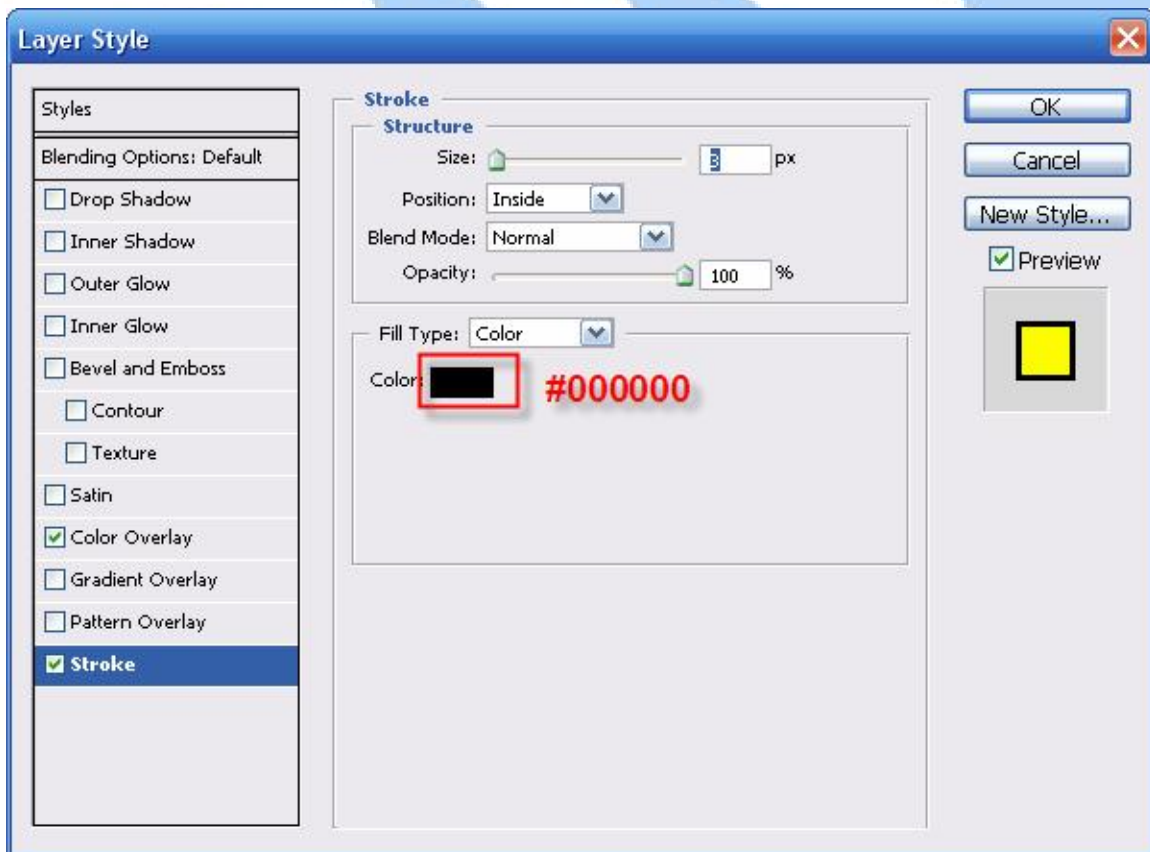 Layer Style
Styles
Blending Options: Default
Drop Shadow
Inner Shadow
Outer Glow
Inner Glow
Bevel and Emboss
Contour
Texture
Satin
Color Overlay
Gradient Overlay
Pattern Overlay
Stroke
Stroke
Structure
Size: 3 px
Position: Inside
Blend Mode: Normal
Opacity: 100 %
Fill Type: Color
Color: #000000
OK
Cancel
New Style...
Preview